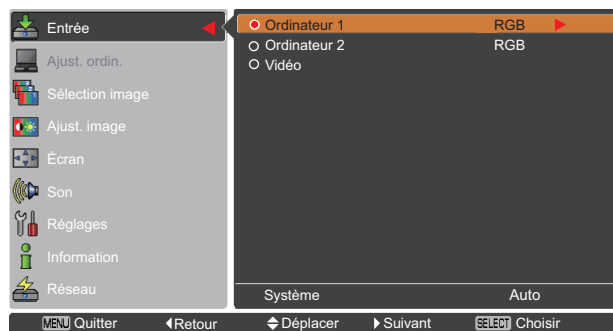 Entrée
Ajust. ordin.
Sélection image
Ajust. image
Écran
Son
Réglages
Information
Réseau
Ordinateur 1 RGB
Ordinateur 2 RGB
Vidéo
Système Auto
MENU Quitter Retour Déplacer Suivant SELECT Choisir